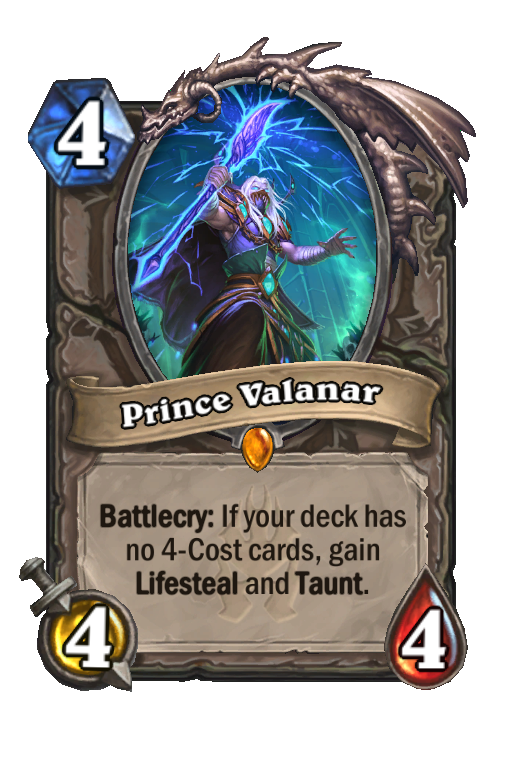 4
Prince Valanar
Battlecry: If your deck has
no 4-Cost cards, gain
Lifesteal and Taunt.
4
4